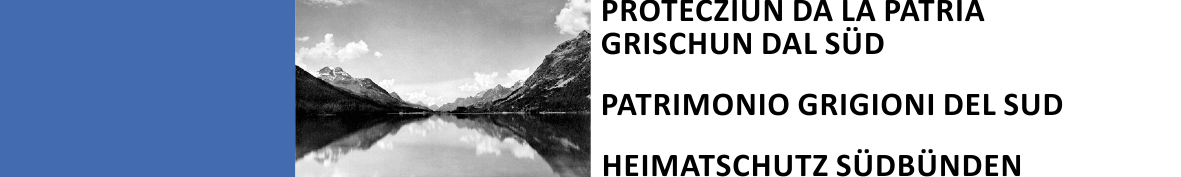 PROTECZIUN DA LA PATRIA
GRISCHUN DAL SÜD
PATRIMONIO GRIGIONI DEL SUD
HEIMATSCHUTZ SÜDBÜNDEN